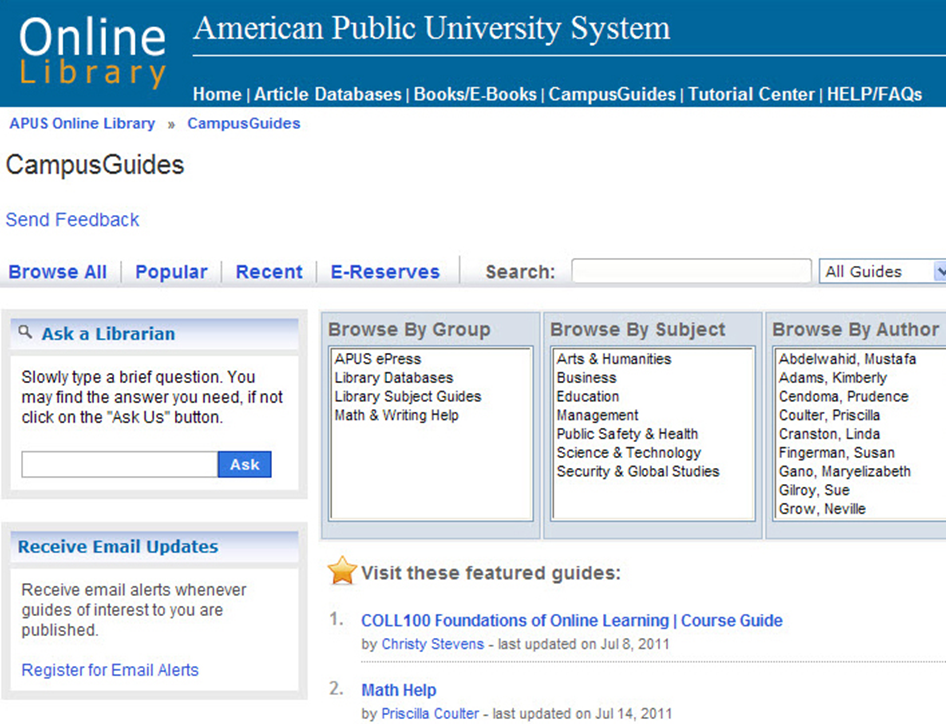 Online
Library
American Public University System
Home | Article Databases | Books/E-Books | CampusGuides | Tutorial Center | HELP/FAQs
APUS Online Library » CampusGuides
CampusGuides
Send Feedback
Browse All | Popular | Recent | E-Reserves | Search: All Guides
Ask a Librarian
Slowly type a brief question. You
may find the answer you need, if not
click on the "Ask Us" button.
Ask
Receive Email Updates
Receive email alerts whenever
guides of interest to you are
published.
Register for Email Alerts
Browse By Group
APUS ePress
Library Databases
Library Subject Guides
Math & Writing Help
Browse By Subject
Arts & Humanities
Business
Education
Management
Public Safety & Health
Science & Technology
Security & Global Studies
Browse By Author
Abdelwahid, Mustafa
Adams, Kimberly
Cendoma, Prudence
Coulter, Priscilla
Cranston, Linda
Fingerman, Susan
Gano, Maryelizabeth
Gilroy, Sue
Grow, Neville
Visit these featured guides:
1. COLL100 Foundations of Online Learning | Course Guide
by Christy Stevens - last updated on Jul 8, 2011
2. Math Help
by Priscilla Coulter - last updated on Jul 14, 2011